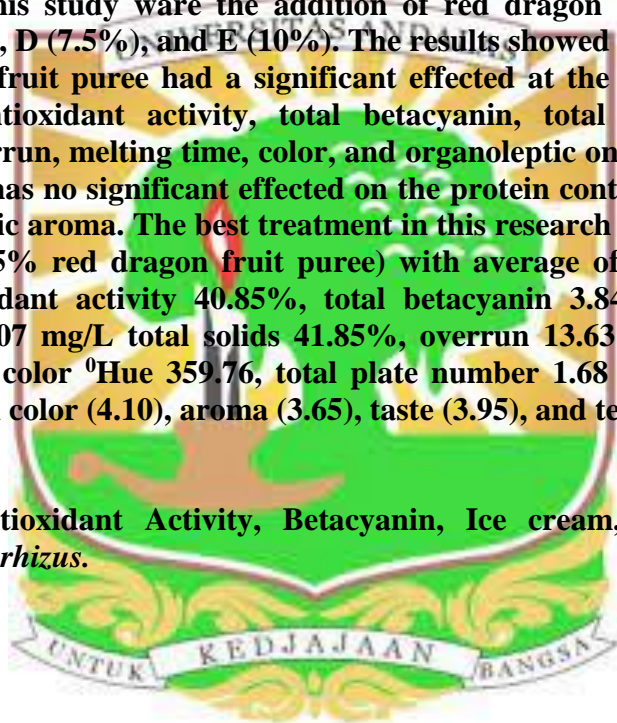 his study ware the addition of red dragon
, D (7.5%), and E (10%). The results showed
fruit puree had a significant effected at the
tioxidant activity, total betacyanin, total
rrun, melting time, color, and organoleptic on
has no significant effected on the protein cont
ic aroma. The best treatment in this research
5% red dragon fruit puree) with average of
dant activity 40.85%, total betacyanin 3.84
07 mg/L total solids 41.85%, overrun 13.63
color ⁰Hue 359.76, total plate number 1.68
color (4.10), aroma (3.65), taste (3.95), and te
tioxidant Activity, Betacyanin, Ice cream,
rhizus.
UNIVERSITAS ANDALAS
UNTUK KEDJAJAAN BANGSA